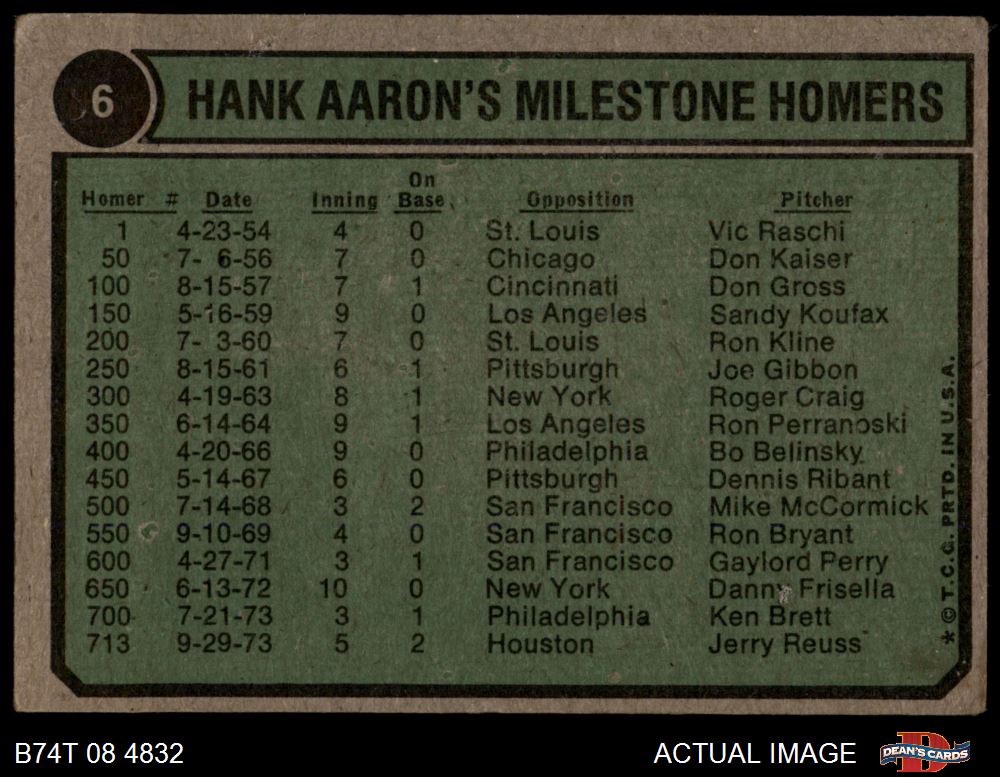 6
HANK AARON'S MILESTONE HOMERS
On
Homer # Date Inning Base Opposition Pitcher
1 4-23-54 4 0 St. Louis Vic Raschi
50 7- 6-56 7 0 Chicago Don Kaiser
100 8-15-57 7 1 Cincinnati Don Gross
150 5-16-59 9 0 Los Angeles Sandy Koufax
200 7- 3-60 7 0 St. Louis Ron Kline
250 8-15-61 6 1 Pittsburgh Joe Gibbon
300 4-19-63 8 1 New York Roger Craig
350 6-14-64 9 1 Los Angeles Ron Perranoski
400 4-20-66 9 0 Philadelphia Bo Belinsky
450 5-14-67 6 0 Pittsburgh Dennis Ribant
500 7-14-68 3 2 San Francisco Mike McCormick
550 9-10-69 4 0 San Francisco Ron Bryant
600 4-27-71 3 1 San Francisco Gaylord Perry
650 6-13-72 10 0 New York Danny Frisella
700 7-21-73 3 1 Philadelphia Ken Brett
713 9-29-73 5 2 Houston Jerry Reuss
* © T.C.G. PRTD. IN U.S.A.
B74T 08 4832 ACTUAL IMAGE DEAN'S CARDS